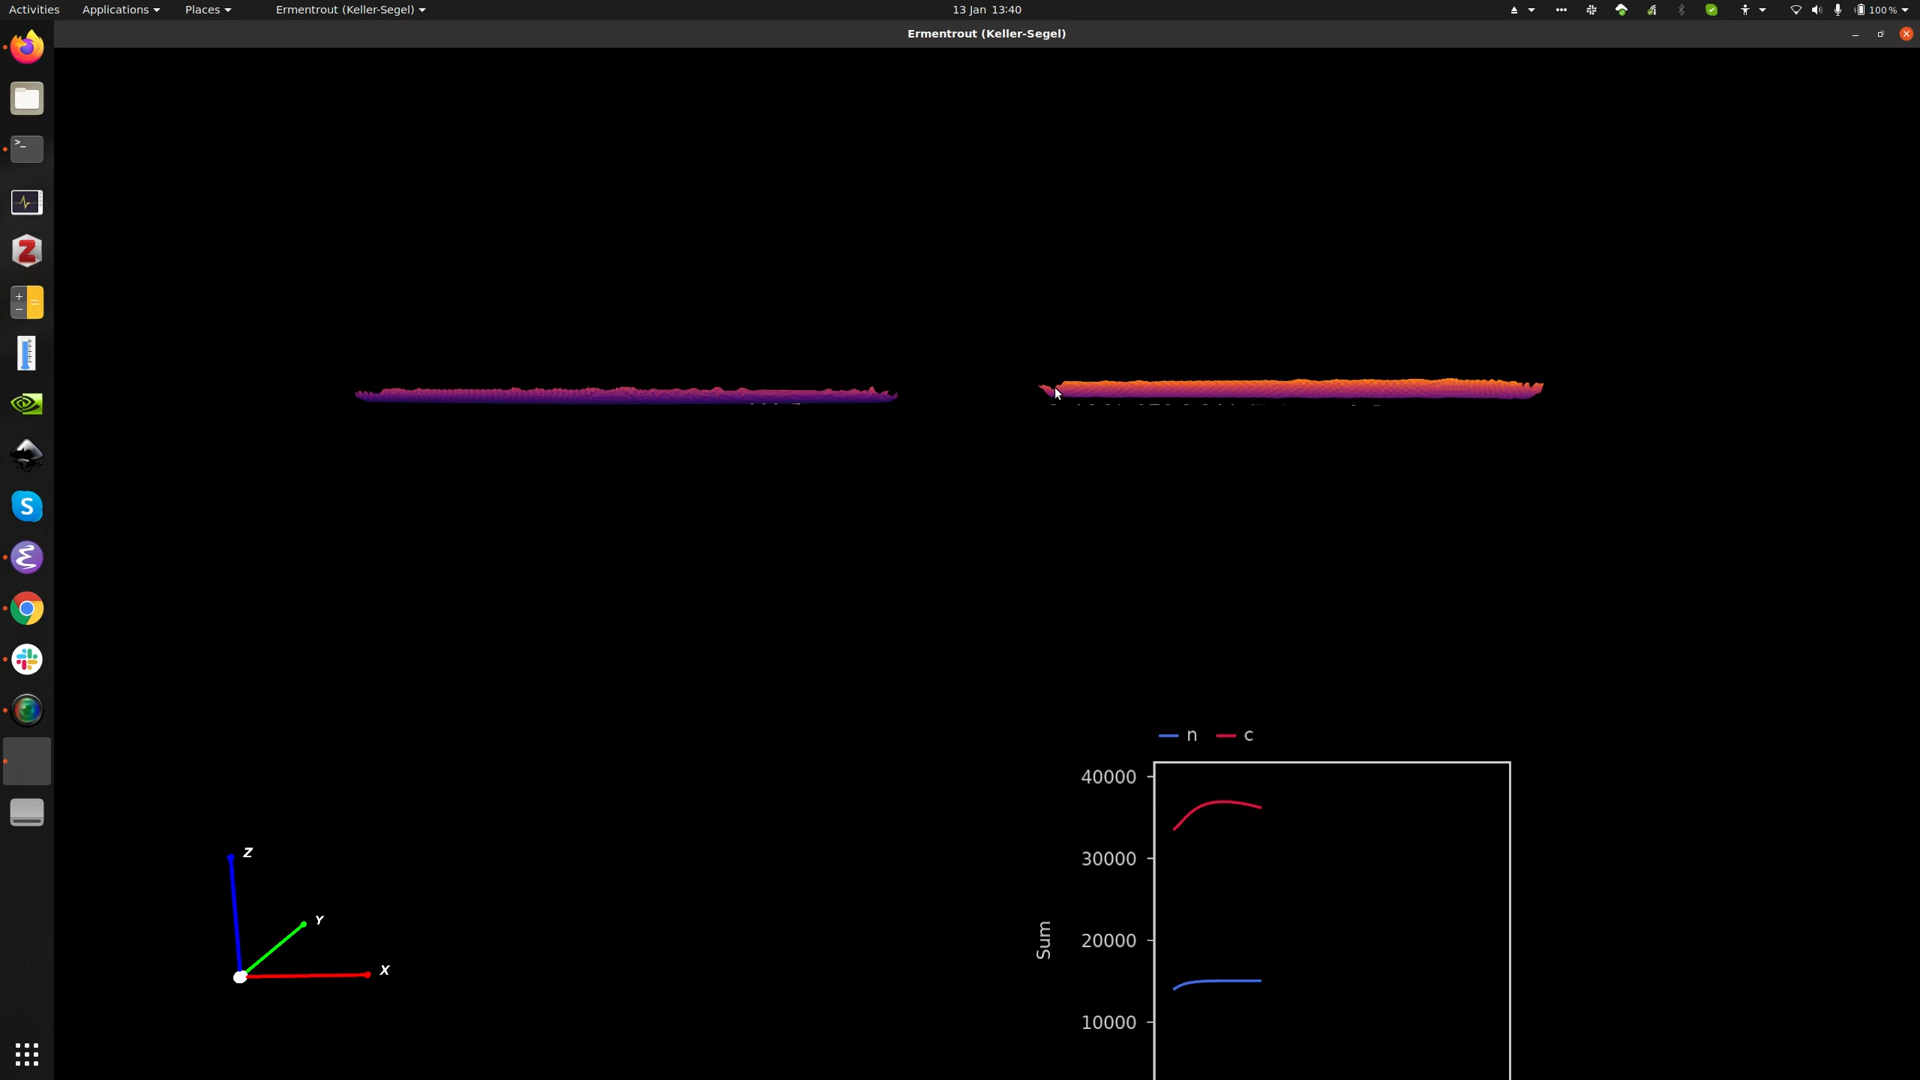 Activities Applications Places Ermentrout (Keller-Segel) 13 Jan 13:40 100 %
Ermentrout (Keller-Segel)
n c
40000
30000
20000
10000
Sum
Z
Y
X